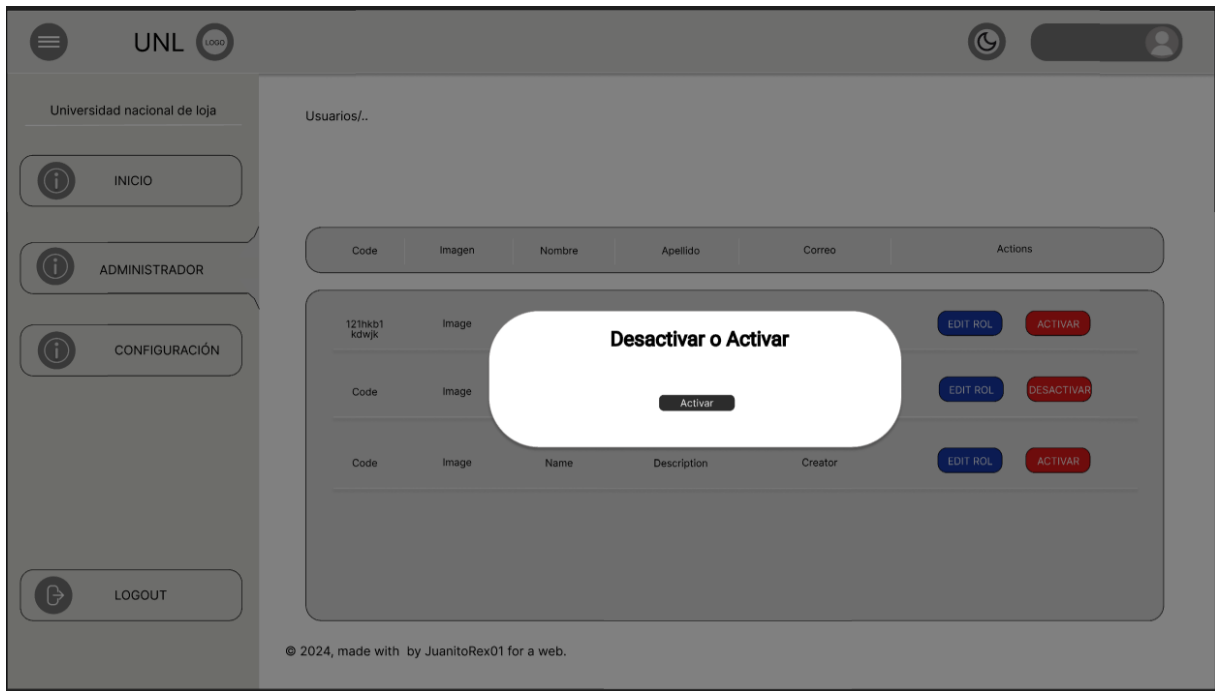 UNL LOGO
Universidad nacional de loja
Usuarios/..
INICIO
ADMINISTRADOR
CONFIGURACIÓN
LOGOUT
Code Imagen Nombre Apellido Correo Actions
121hkb1
kdwjk
Image EDIT ROL ACTIVAR
Desactivar o Activar
Code Image EDIT ROL DESACTIVAR
Activar
Code Image Name Description Creator EDIT ROL ACTIVAR
© 2024, made with by JuanitoRex01 for a web.